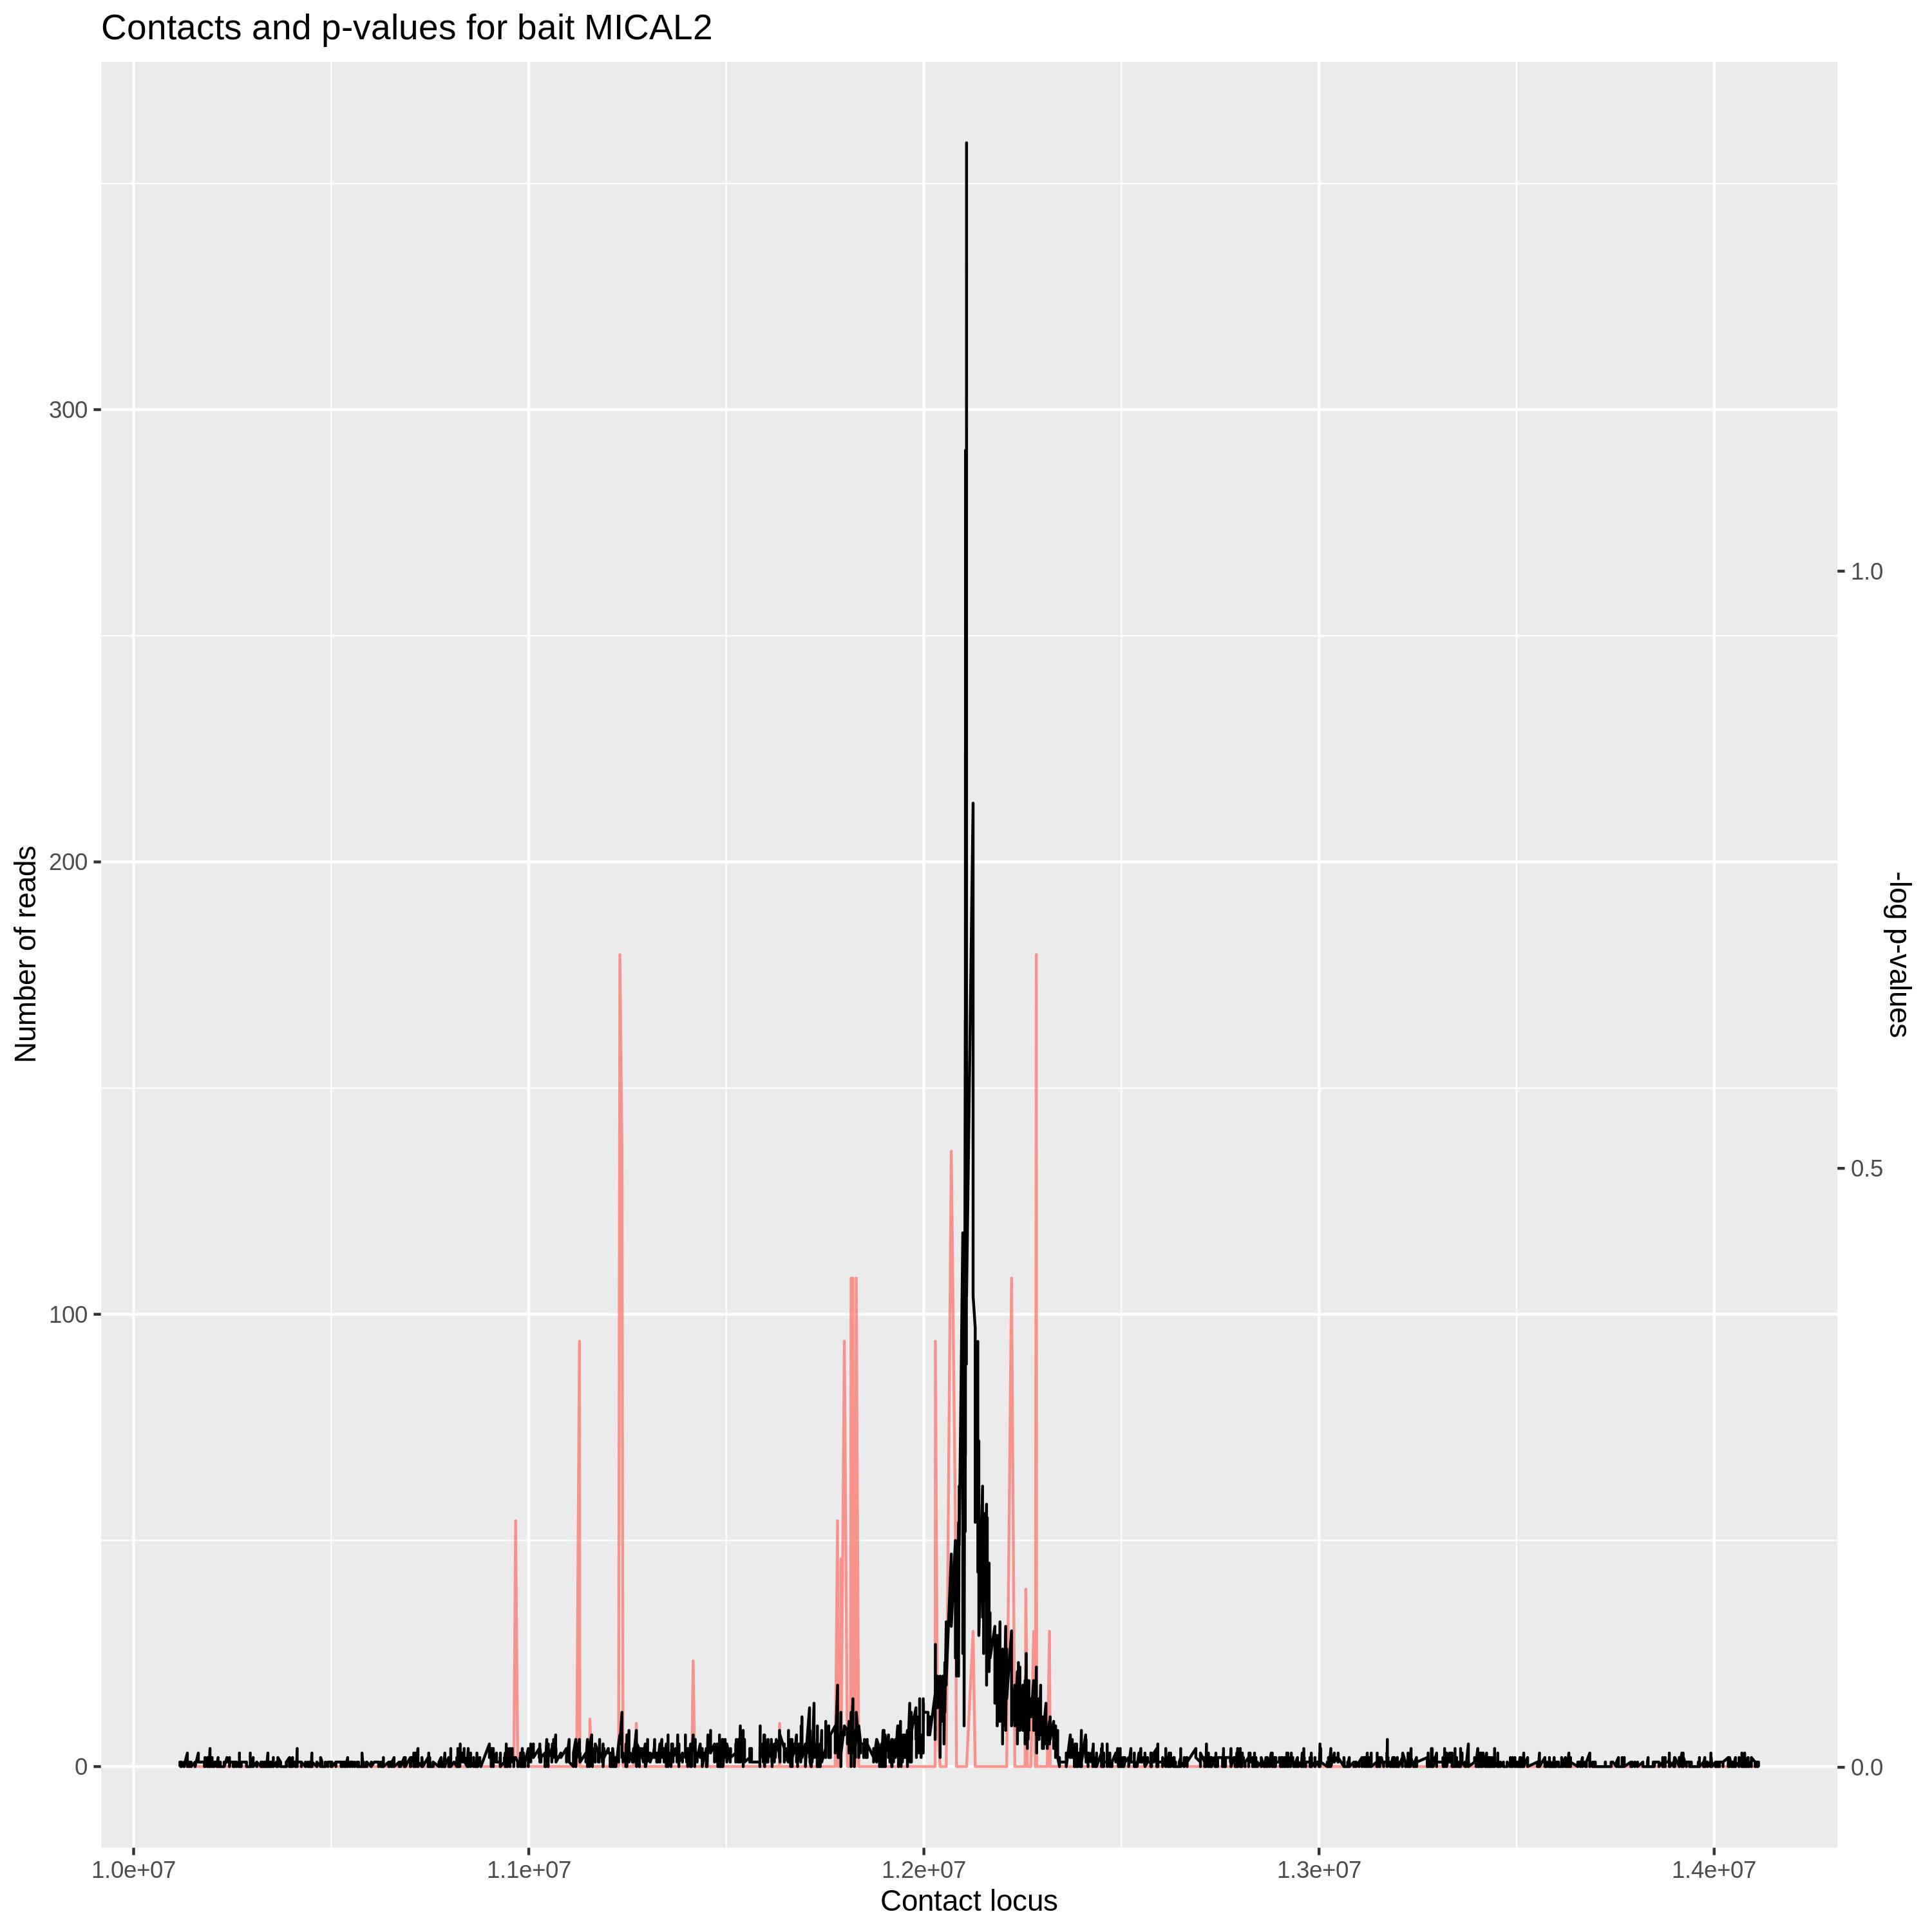 Contacts and p-values for bait MICAL2
300
200
100
0
Number of reads
1.0
0.5
0.0
-log p-values
1.0e+07 1.1e+07 1.2e+07 1.3e+07 1.4e+07
Contact locus